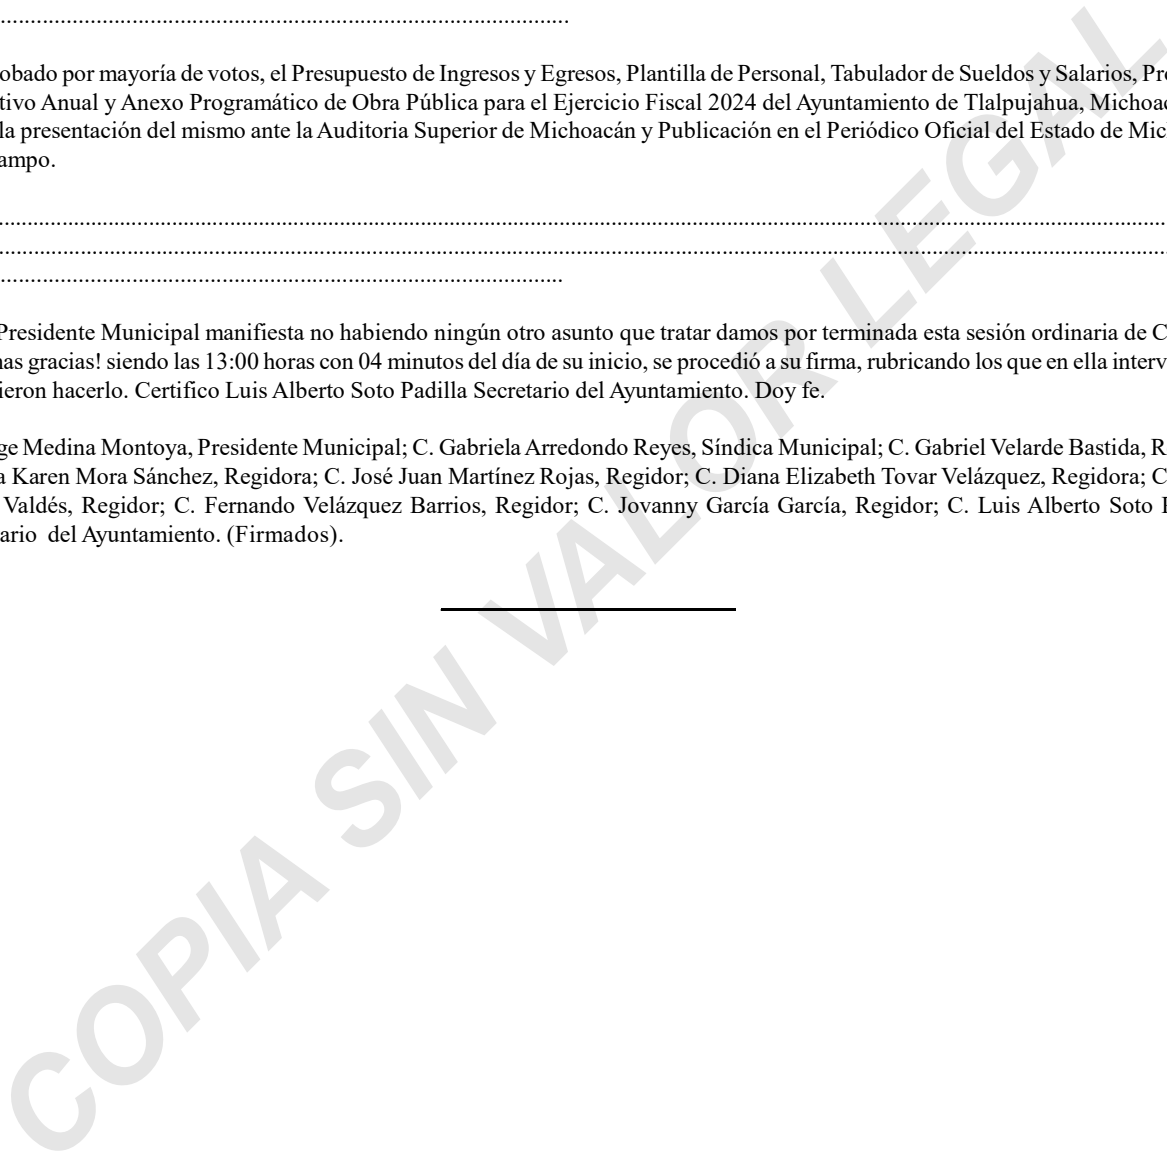 ..............................................................................................
obado por mayoría de votos, el Presupuesto de Ingresos y Egresos, Plantilla de Personal, Tabulador de Sueldos y Salarios, Pr
tivo Anual y Anexo Programático de Obra Pública para el Ejercicio Fiscal 2024 del Ayuntamiento de Tlalpujahua, Michoa
la presentación del mismo ante la Auditoria Superior de Michoacán y Publicación en el Periódico Oficial del Estado de Mic
ampo.
..............................................................................................
..............................................................................................
..............................................................................................
Presidente Municipal manifiesta no habiendo ningún otro asunto que tratar damos por terminada esta sesión ordinaria de C
nas gracias! siendo las 13:00 horas con 04 minutos del día de su inicio, se procedió a su firma, rubricando los que en ella interv
ieron hacerlo. Certifico Luis Alberto Soto Padilla Secretario del Ayuntamiento. Doy fe.
ge Medina Montoya, Presidente Municipal; C. Gabriela Arredondo Reyes, Síndica Municipal; C. Gabriel Velarde Bastida, R
a Karen Mora Sánchez, Regidora; C. José Juan Martínez Rojas, Regidor; C. Diana Elizabeth Tovar Velázquez, Regidora; C
Valdés, Regidor; C. Fernando Velázquez Barrios, Regidor; C. Jovanny García García, Regidor; C. Luis Alberto Soto P
ario del Ayuntamiento. (Firmados).
COPIA SIN VALOR LEGAL